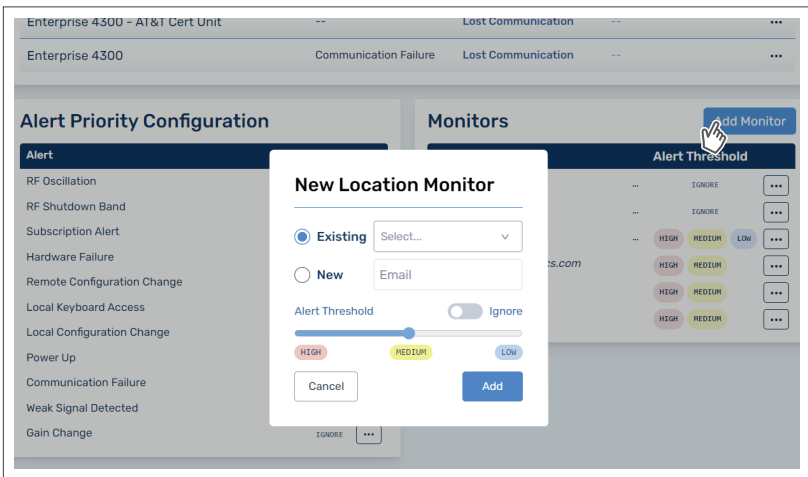 Enterprise 4300 - AT&T Cert Unit -- Lost Communication -- •••
Enterprise 4300 Communication Failure Lost Communication -- •••
Alert Priority Configuration
Alert
RF Oscillation
RF Shutdown Band
Subscription Alert
Hardware Failure
Remote Configuration Change
Local Keyboard Access
Local Configuration Change
Power Up
Communication Failure
Weak Signal Detected
Gain Change IGNORE •••
Monitors
Add Monitor
Alert Threshold
... IGNORE •••
... IGNORE •••
... HIGH MEDIUM LOW •••
cs.com HIGH MEDIUM •••
HIGH MEDIUM •••
HIGH MEDIUM •••
New Location Monitor
Existing Select...
New Email
Alert Threshold Ignore
HIGH MEDIUM LOW
Cancel Add